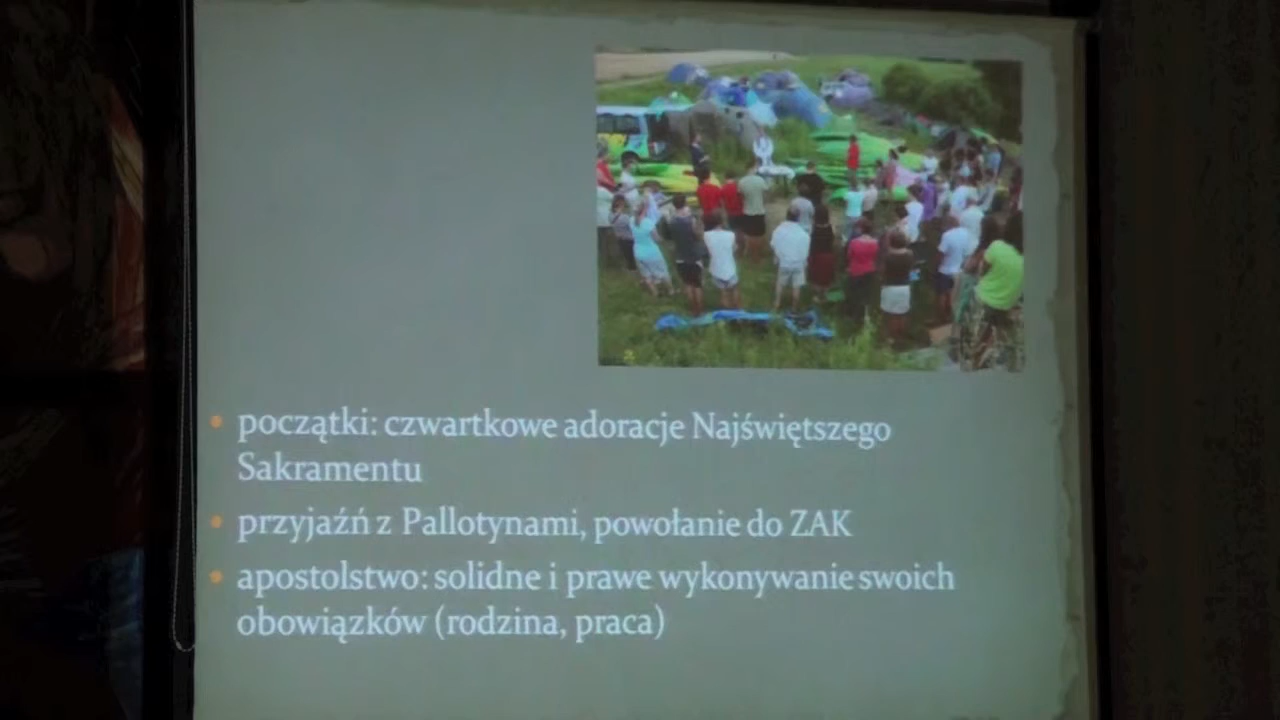 • początki: czwartkowe adoracje Najświętszego
Sakramentu
• przyjaźń z Pallotynami, powołanie do ZAK
• apostolstwo: solidne i prawe wykonywanie swoich
obowiązków (rodzina, praca)